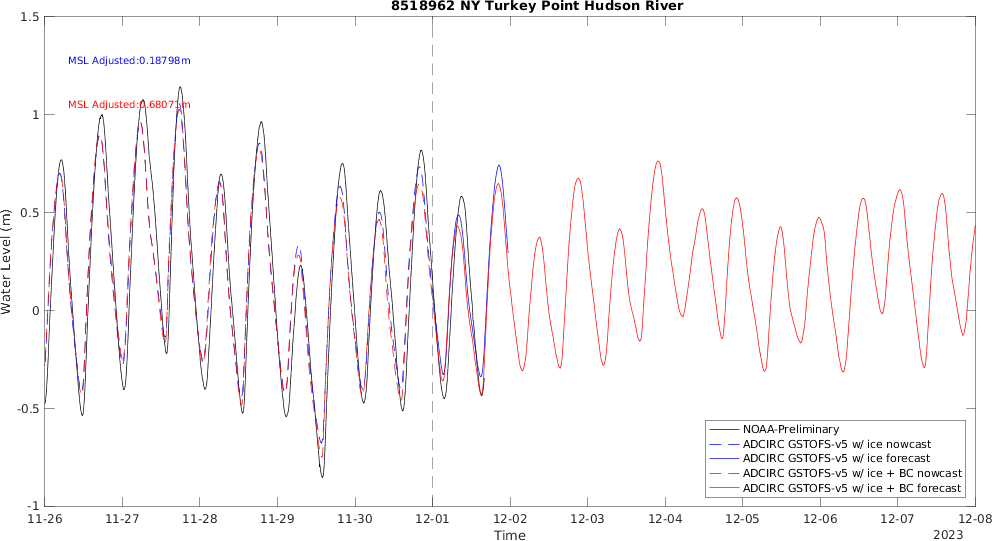 8518962 NY Turkey Point Hudson River
1.5
1
0.5
0
-0.5
-1
Water Level (m)
MSL Adjusted:0.18798m
MSL Adjusted:0.68071m
NOAA-Preliminary
ADCIRC GSTOFS-v5 w/ ice nowcast
ADCIRC GSTOFS-v5 w/ ice forecast
ADCIRC GSTOFS-v5 w/ ice + BC nowcast
ADCIRC GSTOFS-v5 w/ ice + BC forecast
11-26 11-27 11-28 11-29 11-30 12-01 12-02 12-03 12-04 12-05 12-06 12-07 12-08
Time
2023